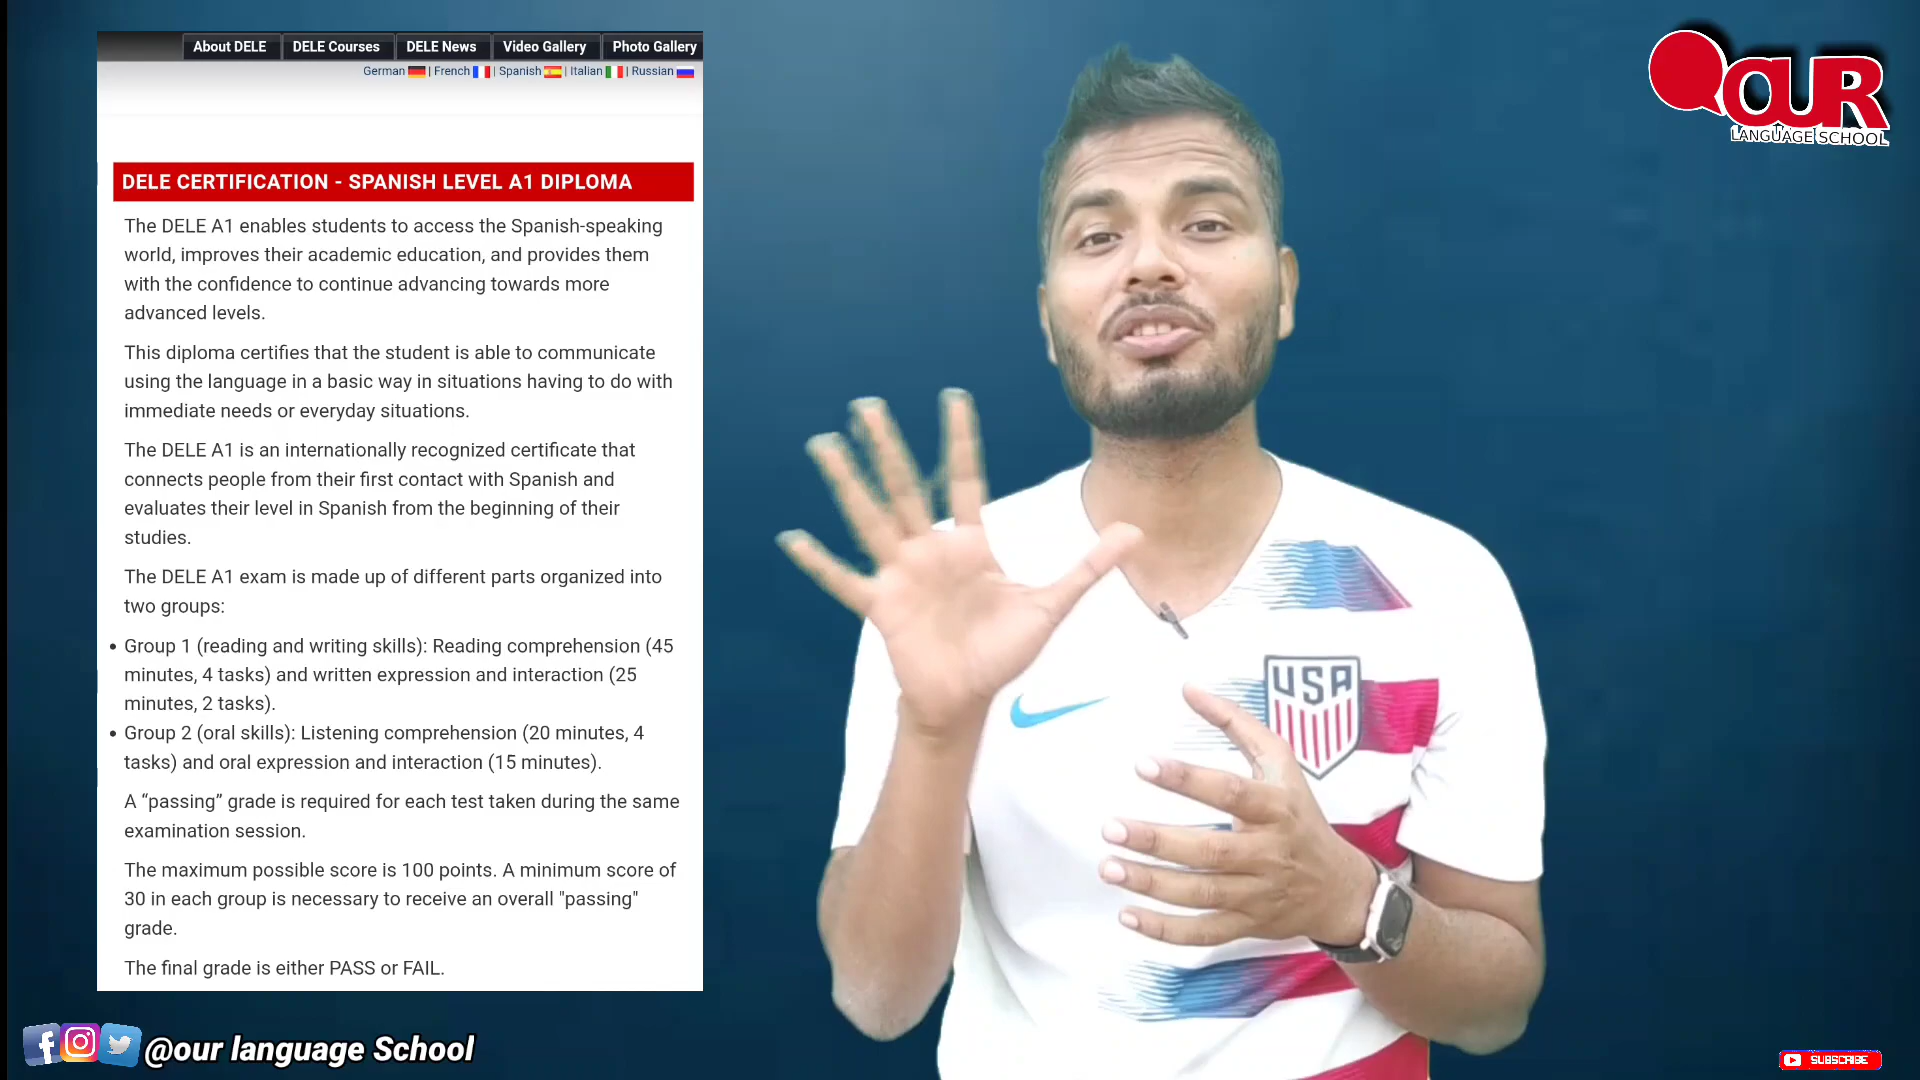 About DELE DELE Courses DELE News Video Gallery Photo Gallery
German | French | Spanish | Italian | Russian
DELE CERTIFICATION - SPANISH LEVEL A1 DIPLOMA
The DELE A1 enables students to access the Spanish-speaking
world, improves their academic education, and provides them
with the confidence to continue advancing towards more
advanced levels.
This diploma certifies that the student is able to communicate
using the language in a basic way in situations having to do with
immediate needs or everyday situations.
The DELE A1 is an internationally recognized certificate that
connects people from their first contact with Spanish and
evaluates their level in Spanish from the beginning of their
studies.
The DELE A1 exam is made up of different parts organized into
two groups:
• Group 1 (reading and writing skills): Reading comprehension (45
minutes, 4 tasks) and written expression and interaction (25
minutes, 2 tasks).
• Group 2 (oral skills): Listening comprehension (20 minutes, 4
tasks) and oral expression and interaction (15 minutes).
A “passing” grade is required for each test taken during the same
examination session.
The maximum possible score is 100 points. A minimum score of
30 in each group is necessary to receive an overall "passing"
grade.
The final grade is either PASS or FAIL.
OUR
LANGUAGE SCHOOL
USA
@our language School
SUBSCRIBE